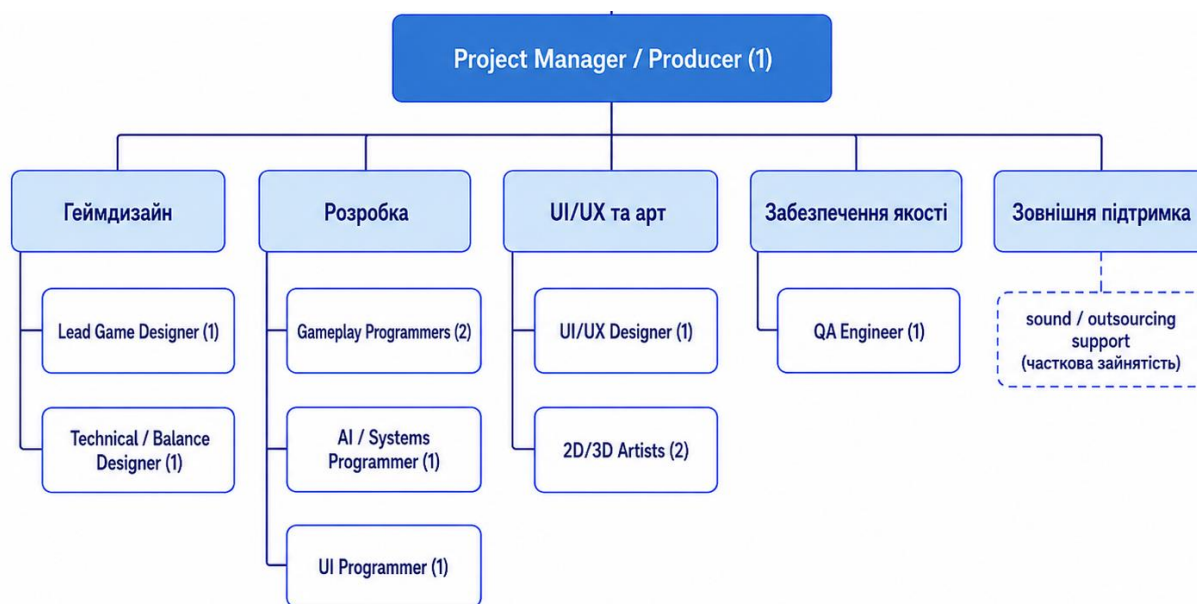 Project Manager / Producer (1)
Геймдизайн
Розробка
UI/UX та арт
Забезпечення якості
Зовнішня підтримка
Lead Game Designer (1)
Gameplay Programmers (2)
UI/UX Designer (1)
QA Engineer (1)
sound / outsourcing
support
(часткова зайнятість)
Technical / Balance
Designer (1)
AI / Systems
Programmer (1)
2D/3D Artists (2)
UI Programmer (1)